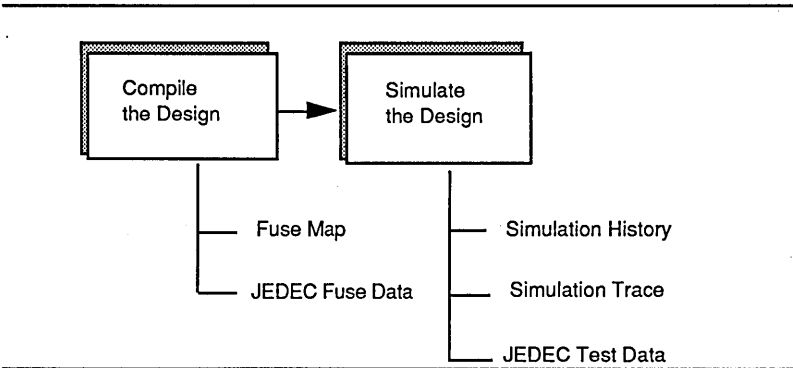 Compile
the Design
Simulate
the Design
Fuse Map
JEDEC Fuse Data
Simulation History
Simulation Trace
JEDEC Test Data